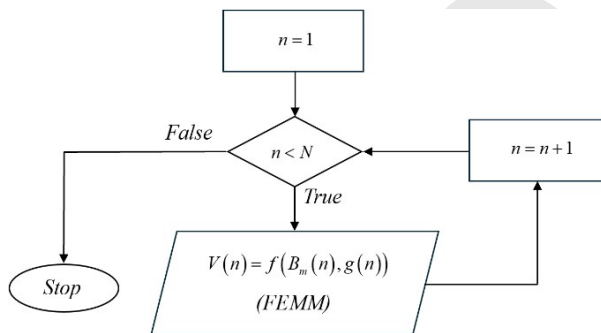 n = 1
False
n < N
n = n + 1
True
V(n) = f(B_m(n), g(n))
(FEMM)
Stop